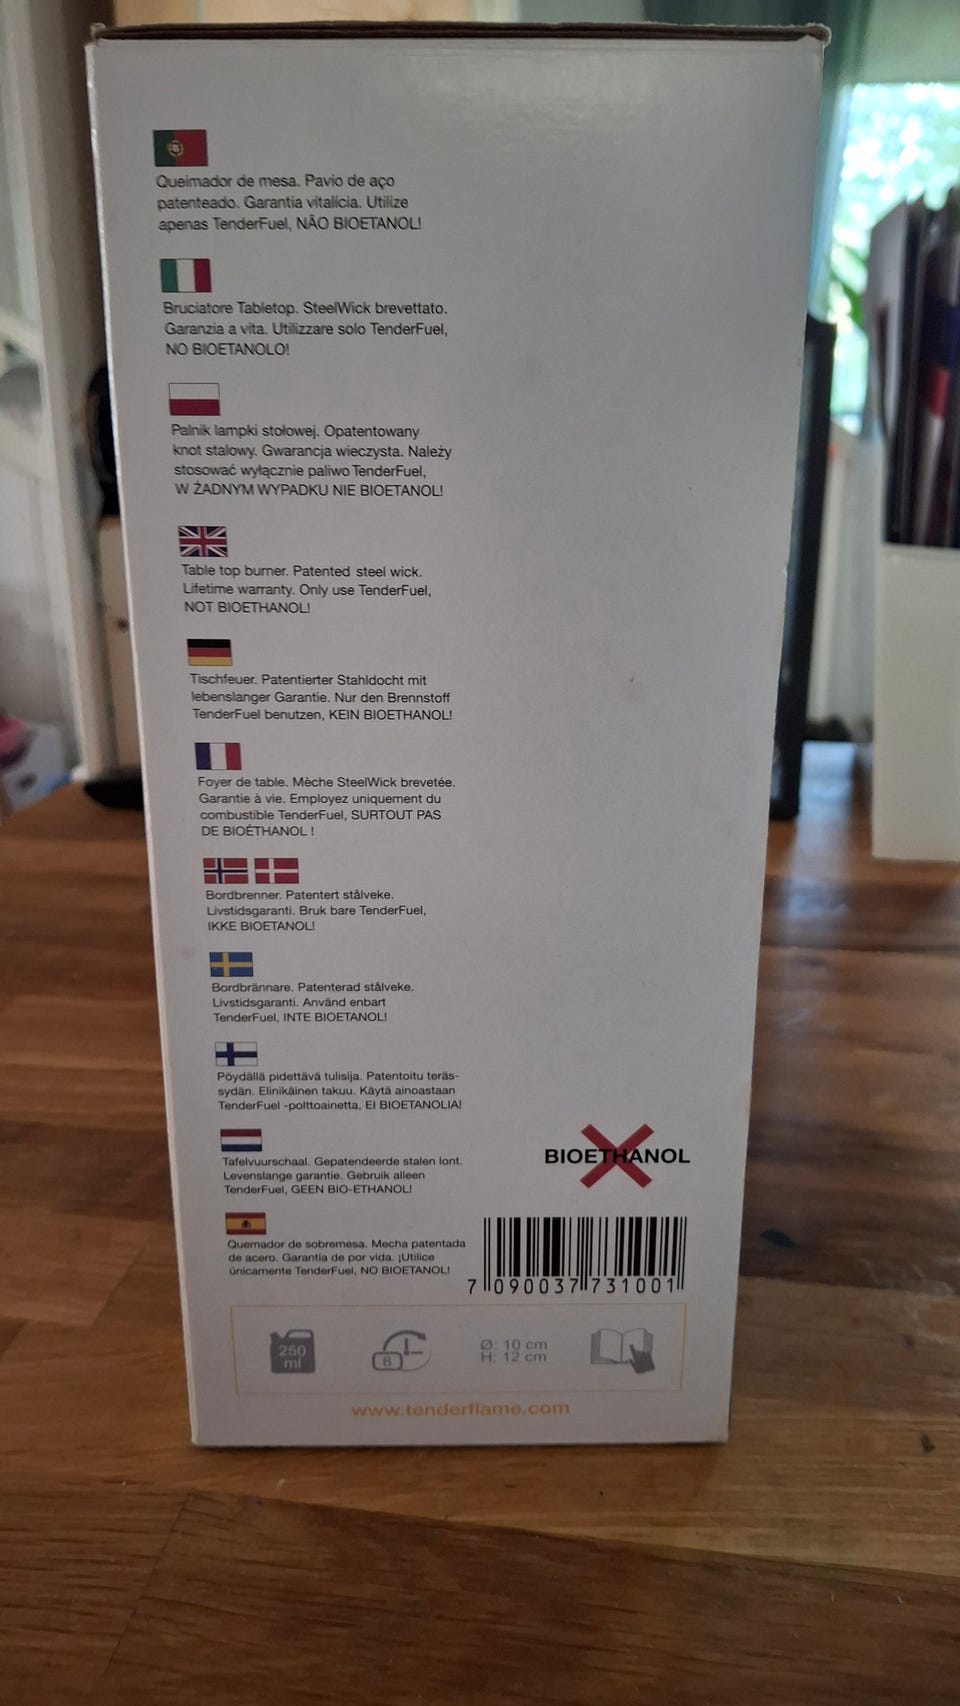 Queimador de mesa. Pavio de aço
patenteado. Garantia vitalícia. Utilize
apenas TenderFuel, NÃO BIOETANOL!
Bruciatore Tabletop. SteelWick brevettato.
Garanzia a vita. Utilizzare solo TenderFuel,
NO BIOETANOLO!
Palnik lampki stołowej. Opatentowany
knot stalowy. Gwarancja wieczysta. Należy
stosować wyłącznie paliwo TenderFuel,
W ŻADNYM WYPADKU NIE BIOETANOL!
Table top burner. Patented steel wick.
Lifetime warranty. Only use TenderFuel,
NOT BIOETHANOL!
Tischfeuer. Patentierter Stahldocht mit
lebenslanger Garantie. Nur den Brennstoff
TenderFuel benutzen, KEIN BIOETHANOL!
Foyer de table. Mèche SteelWick brevetée.
Garantie à vie. Employez uniquement du
combustible TenderFuel, SURTOUT PAS
DE BIOÉTHANOL !
Bordbrenner. Patentert stålveke.
Livstidsgaranti. Bruk bare TenderFuel,
IKKE BIOETANOL!
Bordbrännare. Patenterad stålveke.
Livstidsgaranti. Använd enbart
TenderFuel, INTE BIOETANOL!
Pöydällä pidettävä tulisija. Patentoitu teräs-
sydän. Elinikäinen takuu. Käytä ainoastaan
TenderFuel -polttoainetta, EI BIOETANOLIA!
Tafelvuurschaal. Gepatendeerde stalen lont.
Levenslange garantie. Gebruik alleen
TenderFuel, GEEN BIO-ETHANOL!
Quemador de sobremesa. Mecha patentada
de acero. Garantía de por vida. ¡Utilice
únicamente TenderFuel, NO BIOETANOL!
BIOETHANOL
7 090037 731001
250
ml
8
Ø: 10 cm
H: 12 cm
www.tenderflame.com